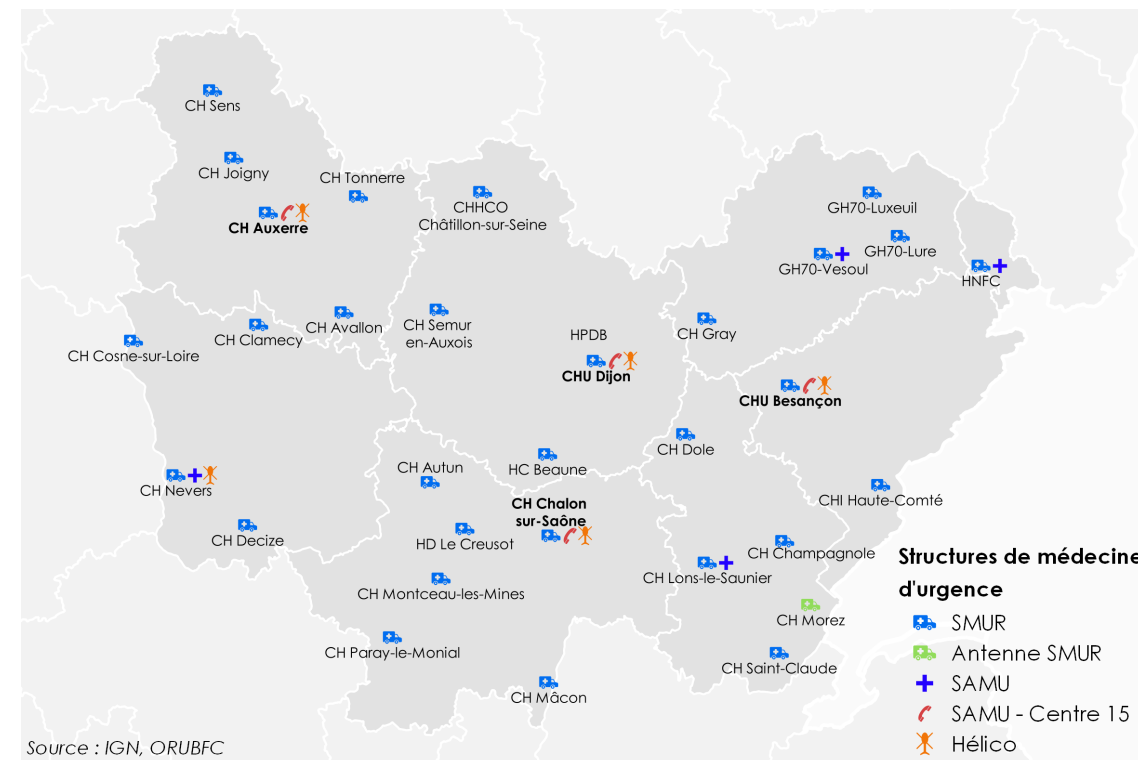 CH Sens
CH Joigny
CH Tonnerre
CH Auxerre
CHHCO
Châtillon-sur-Seine
GH70-Luxeuil
GH70-Lure
GH70-Vesoul
HNFC
CH Avallon
CH Clamecy
CH Cosne-sur-Loire
CH Semur
en-Auxois
HPDB
CHU Dijon
CH Gray
CHU Besançon
CH Dole
HC Beaune
CH Autun
CH Nevers
CH Decize
CH Chalon
sur-Saône
HD Le Creusot
CHI Haute-Comté
CH Champagnole
CH Lons-le-Saunier
CH Montceau-les-Mines
CH Morez
CH Paray-le-Monial
CH Saint-Claude
CH Mâcon
Structures de médecine
d'urgence
SMUR
Antenne SMUR
SAMU
SAMU - Centre 15
Hélico
Source : IGN, ORUBFC